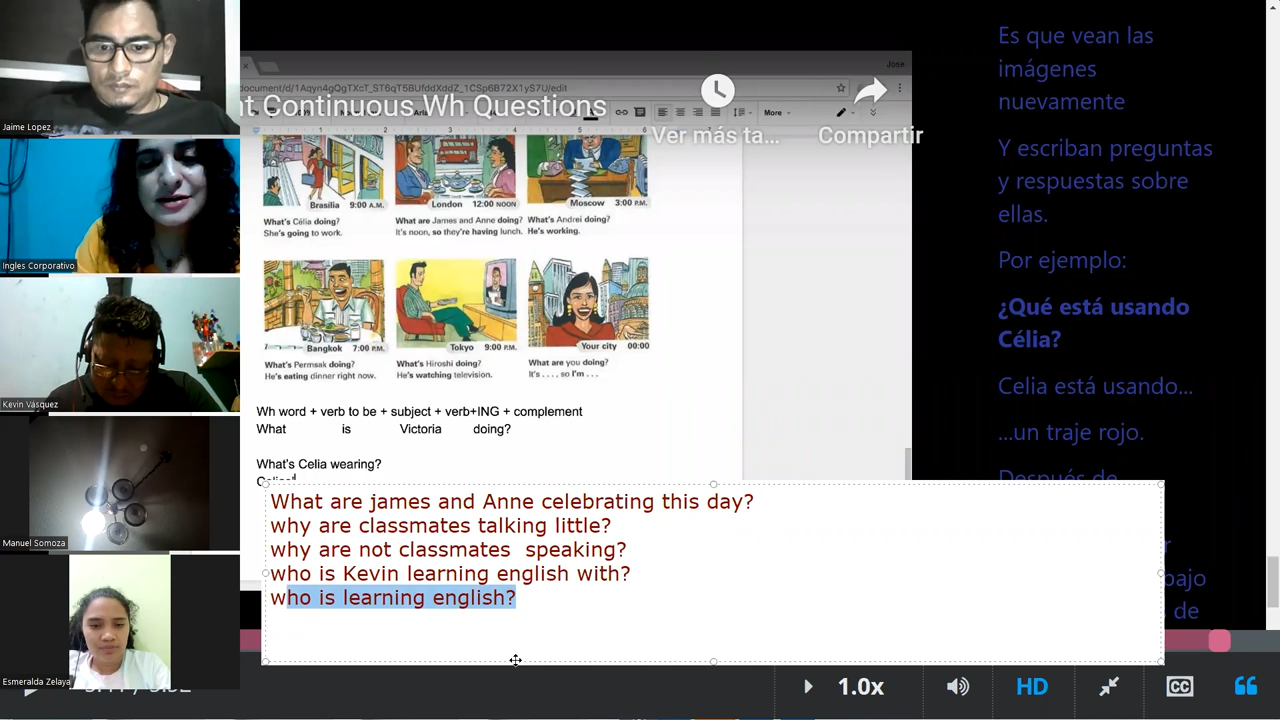 Jaime Lopez
Ingles Corporativo
Kevin Vásquez
Manuel Somoza
Esmeralda Zelaya
Jose
t Continuous Wh Questions
More
Ver más ta...
Compartir
Brasília 9:00 A.M.
What's Célia doing?
She's going to work.
London 12:00 NOON
What are James and Anne doing?
It's noon, so they're having lunch.
Moscow 3:00 P.M.
What's Andrei doing?
He's working.
Bangkok 7:00 P.M.
What's Permsak doing?
He's eating dinner right now.
Tokyo 9:00 P.M.
What's Hiroshi doing?
He's watching television.
Your city 00:00
What are you doing?
It's . . . , so I'm . . .
Wh word + verb to be + subject + verb+ING + complement
What is Victoria doing?
What's Celia wearing?
What are james and Anne celebrating this day?
why are classmates talking little?
why are not classmates speaking?
who is Kevin learning english with?
who is learning english?
Es que vean las
imágenes
nuevamente
Y escriban preguntas
y respuestas sobre
ellas.
Por ejemplo:
¿Qué está usando
Célia?
Celia está usando...
...un traje rojo.
Después de
1.0x
HD
CC